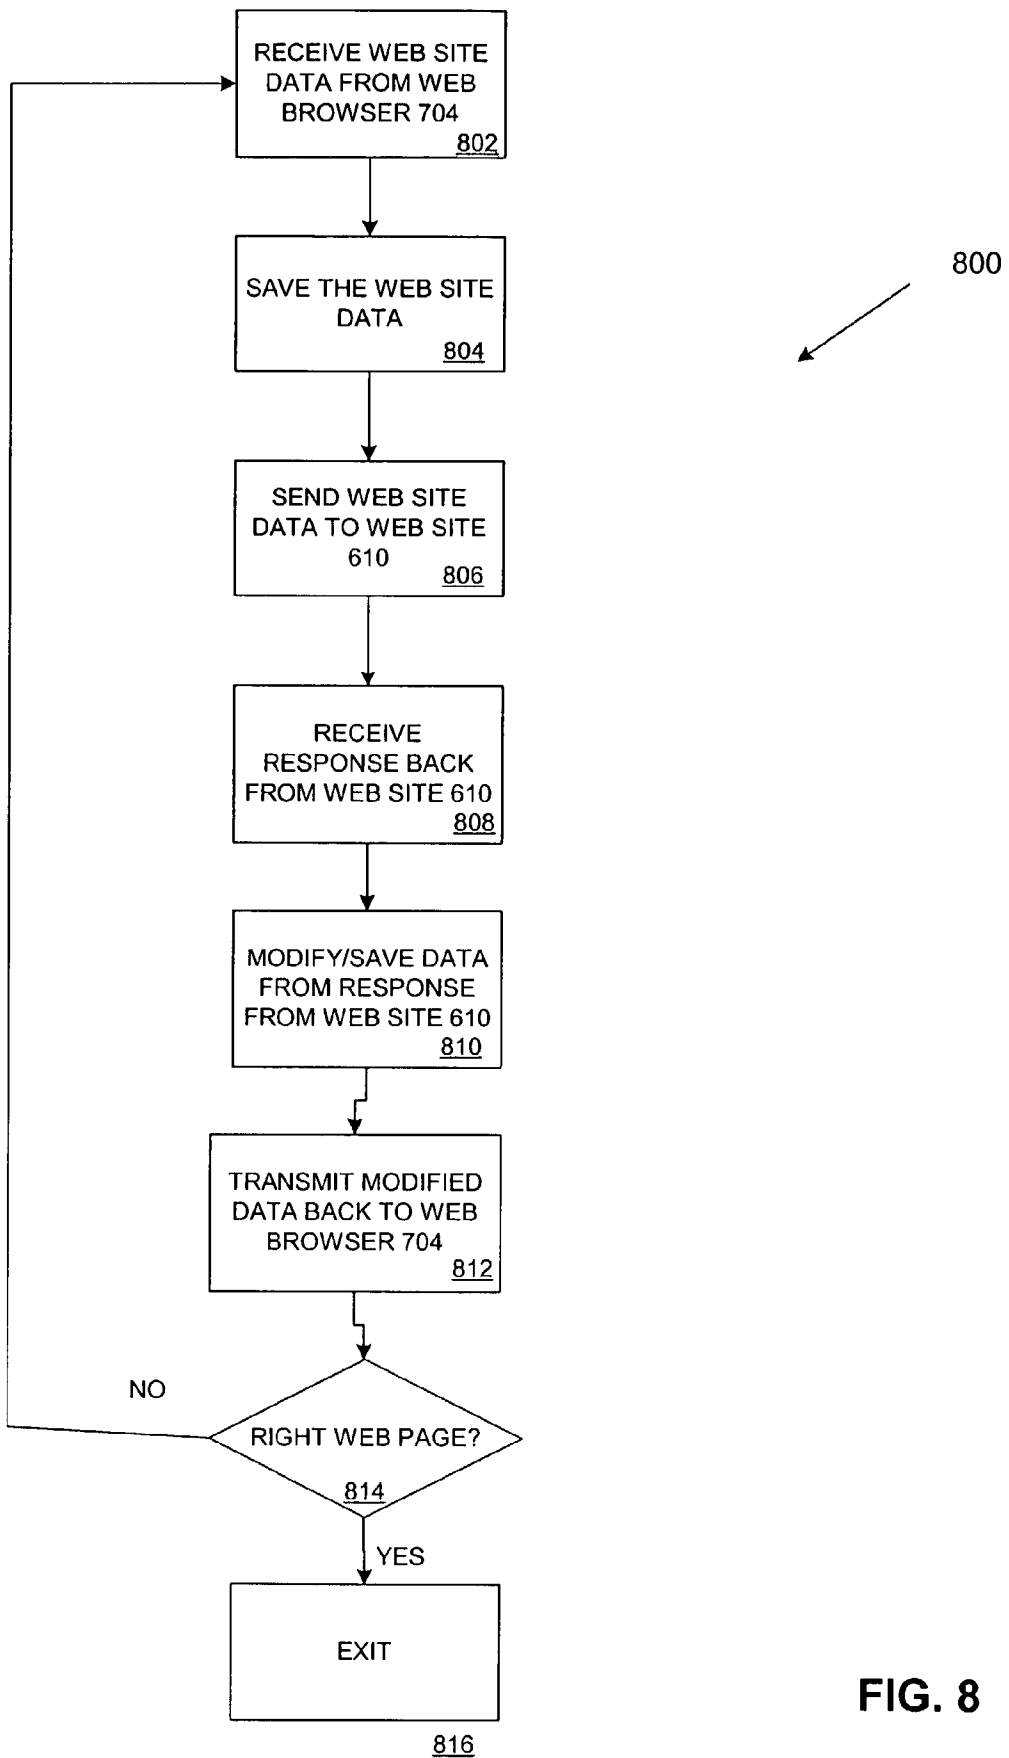 RECEIVE WEB SITE
DATA FROM WEB
BROWSER 704
802
SAVE THE WEB SITE
DATA
804
800
SEND WEB SITE
DATA TO WEB SITE
610
806
RECEIVE
RESPONSE BACK
FROM WEB SITE 610
808
MODIFY/SAVE DATA
FROM RESPONSE
FROM WEB SITE 610
810
TRANSMIT MODIFIED
DATA BACK TO WEB
BROWSER 704
812
NO
RIGHT WEB PAGE?
814
YES
EXIT
816
FIG. 8